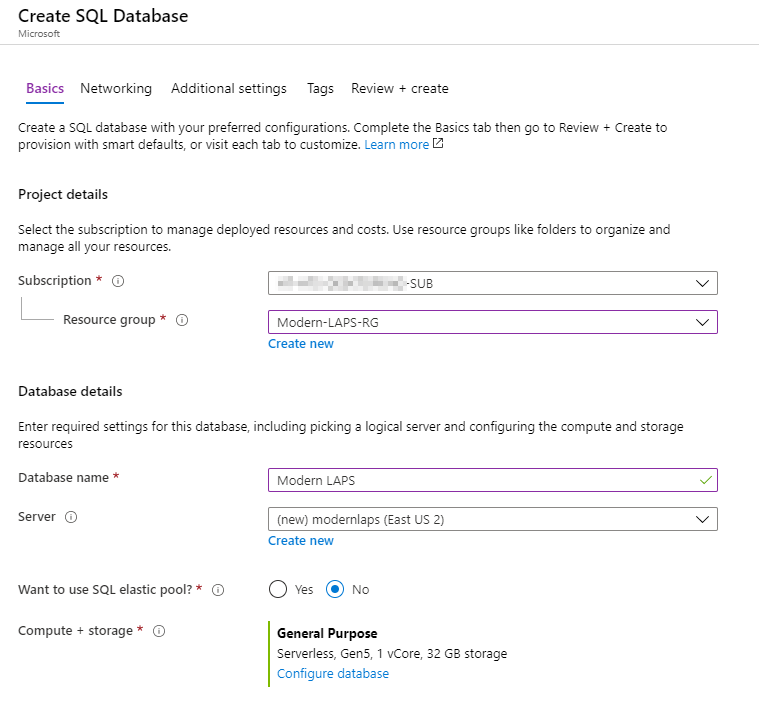 Create SQL Database
Microsoft
Basics Networking Additional settings Tags Review + create
Create a SQL database with your preferred configurations. Complete the Basics tab then go to Review + Create to
provision with smart defaults, or visit each tab to customize. Learn more
Project details
Select the subscription to manage deployed resources and costs. Use resource groups like folders to organize and
manage all your resources.
Subscription *
-SUB
Resource group *
Modern-LAPS-RG
Create new
Database details
Enter required settings for this database, including picking a logical server and configuring the compute and storage
resources
Database name *
Modern LAPS
Server
(new) modernlaps (East US 2)
Create new
Want to use SQL elastic pool? *
Yes No
Compute + storage *
General Purpose
Serverless, Gen5, 1 vCore, 32 GB storage
Configure database